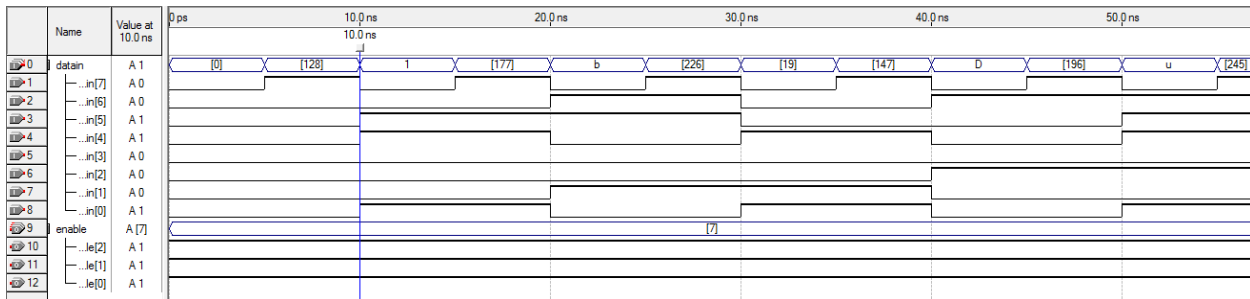 Name Value at 10.0 ns
0 ps 10.0 ns 20.0 ns 30.0 ns 40.0 ns 50.0 ns
10.0 ns
0 datain A 1 [0] [128] 1 [177] b [226] [19] [147] D [196] u [245]
1 ...in[7] A 0
2 ...in[6] A 0
3 ...in[5] A 1
4 ...in[4] A 1
5 ...in[3] A 0
6 ...in[2] A 0
7 ...in[1] A 0
8 ...in[0] A 1
9 enable A [7] [7]
10 ...le[2] A 1
11 ...le[1] A 1
12 ...le[0] A 1